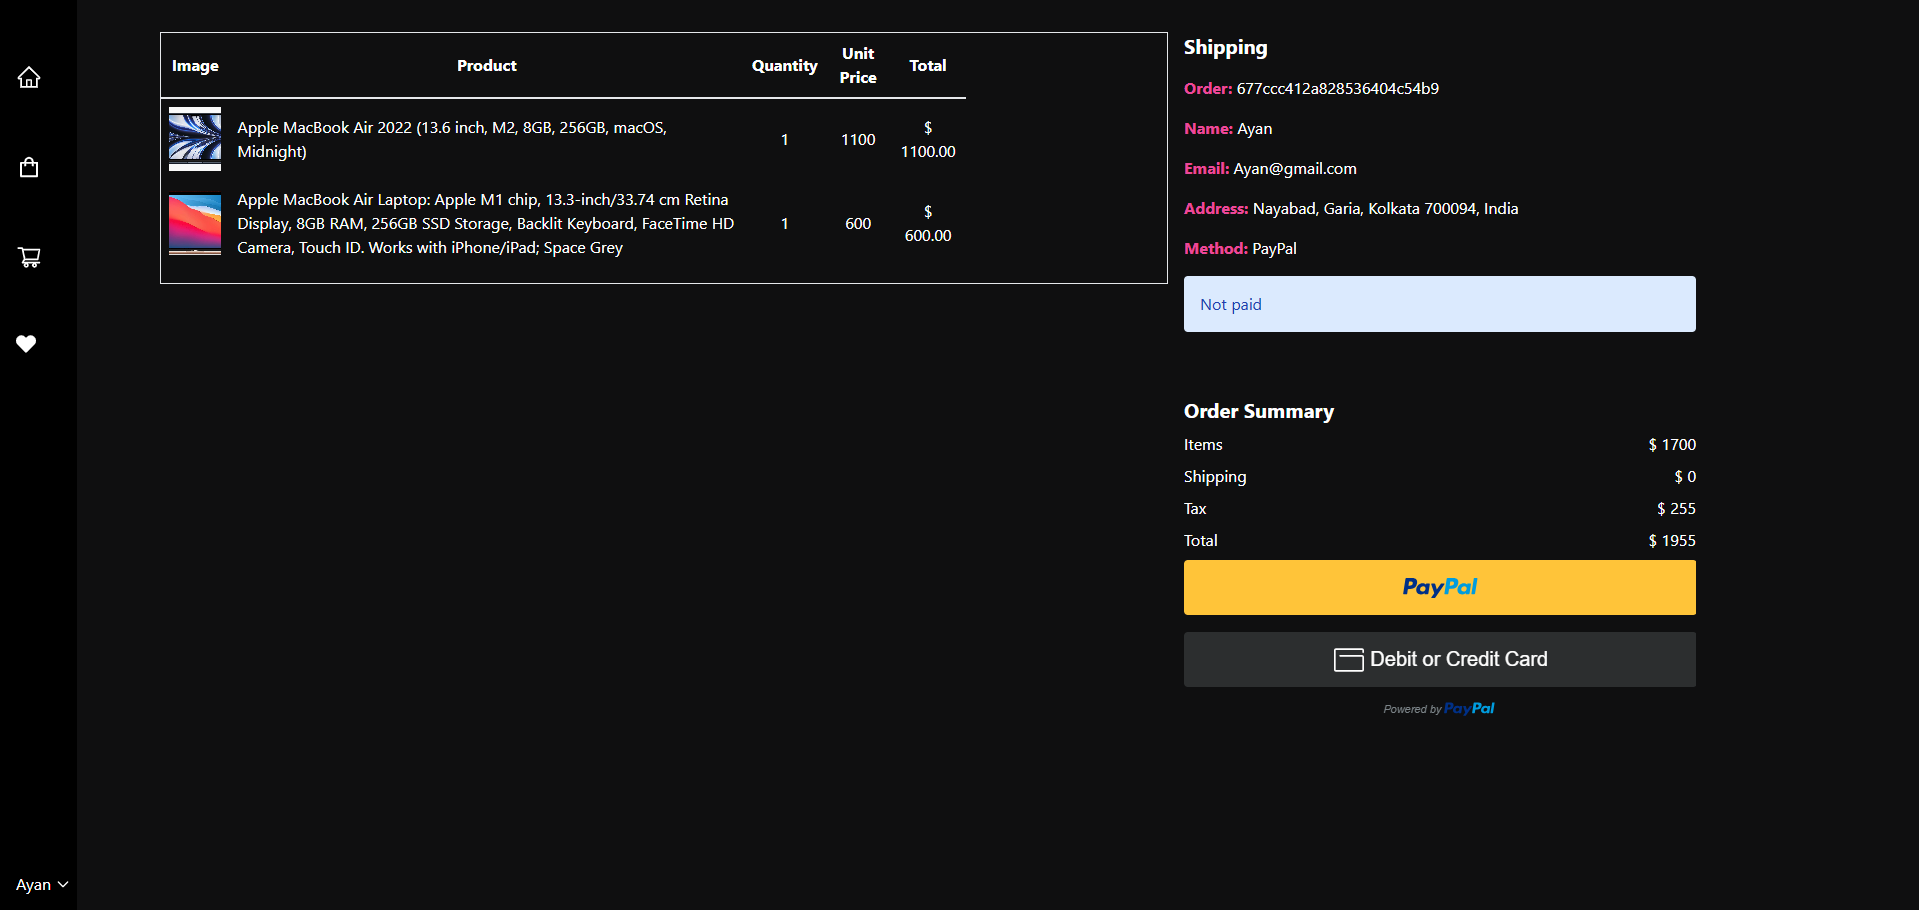 Image Product Quantity Unit Price Total
Apple MacBook Air 2022 (13.6 inch, M2, 8GB, 256GB, macOS,
Midnight)
1
1100
$
1100.00
Apple MacBook Air Laptop: Apple M1 chip, 13.3-inch/33.74 cm Retina
Display, 8GB RAM, 256GB SSD Storage, Backlit Keyboard, FaceTime HD
Camera, Touch ID. Works with iPhone/iPad; Space Grey
1
600
$
600.00
Shipping
Order: 677ccc412a828536404c54b9
Name: Ayan
Email: Ayan@gmail.com
Address: Nayabad, Garia, Kolkata 700094, India
Method: PayPal
Not paid
Order Summary
Items $ 1700
Shipping $ 0
Tax $ 255
Total $ 1955
PayPal
Debit or Credit Card
Powered by PayPal
Ayan